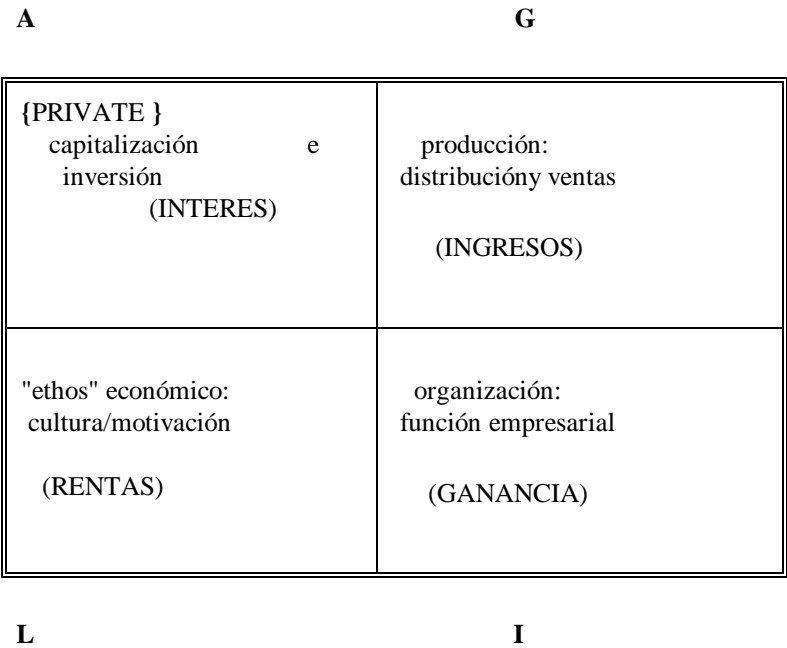 A G
{PRIVATE }
capitalización e
inversión
(INTERES)
producción:
distribucióny ventas
(INGRESOS)
"ethos" económico:
cultura/motivación
(RENTAS)
organización:
función empresarial
(GANANCIA)
L I